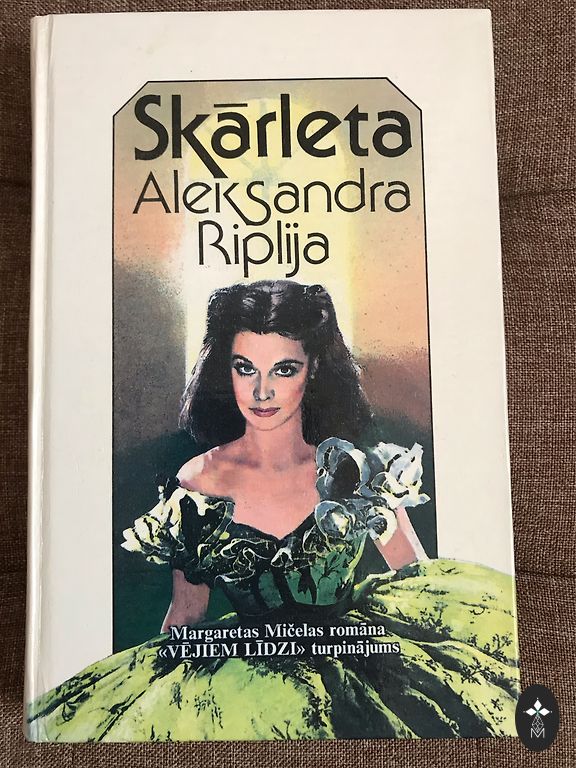 Skārleta
Aleksandra
Riplija
Margaretas Mičelas romāna
«VĒJIEM LĪDZI» turpinājums
M